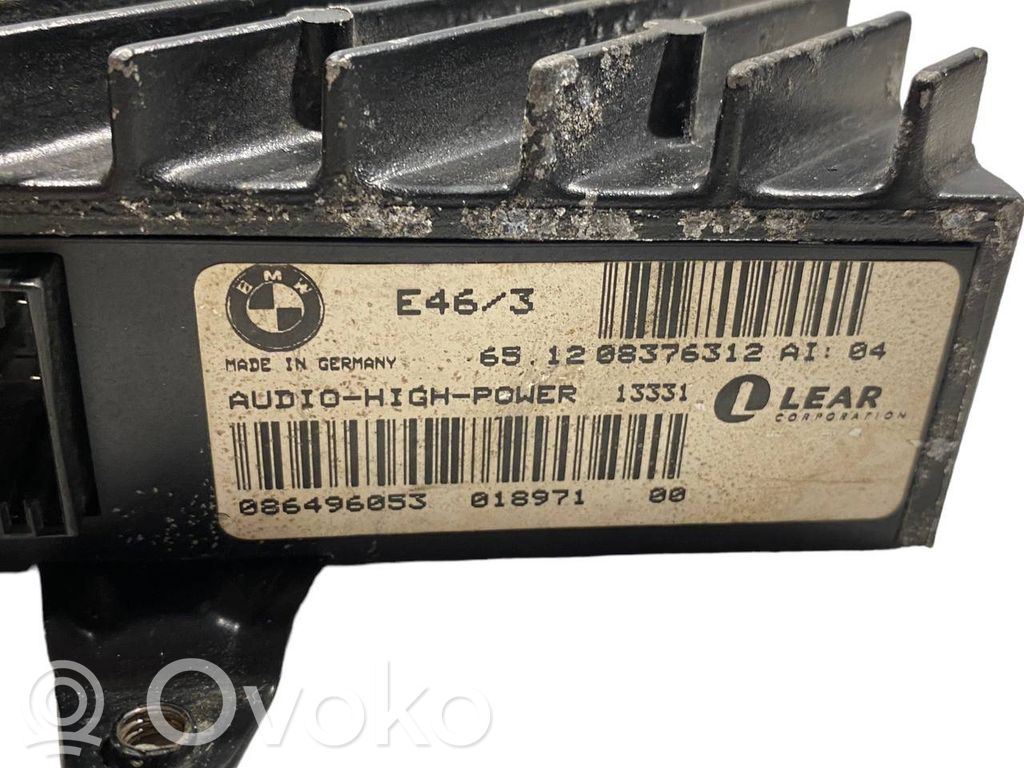 BMW
E46/3
MADE IN GERMANY
65.12 08376312 AI: 04
AUDIO-HIGH-POWER 13331
L LEAR
CORPORATION
086496053 018971 00
Ovoko